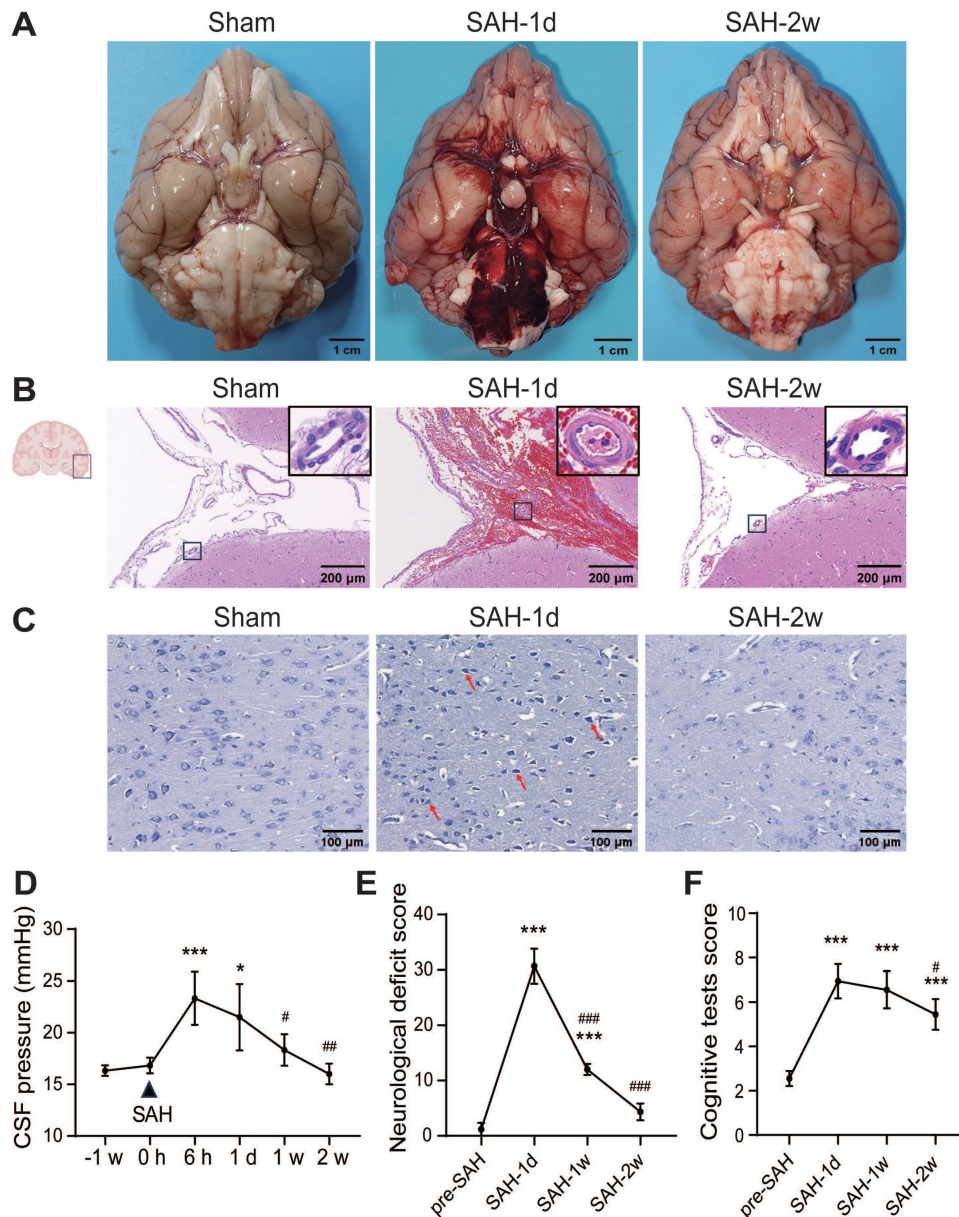 A
Sham
SAH-1d
SAH-2w
1 cm
1 cm
1 cm
B
Sham
SAH-1d
SAH-2w
200 μm
200 μm
200 μm
C
Sham
SAH-1d
SAH-2w
100 μm
100 μm
100 μm
D
CSF pressure (mmHg)
30
25
20
15
10
***
*
#
##
SAH
-1 w
0 h
6 h
1 d
1 w
2 w
E
Neurological deficit score
40
30
20
10
0
***
###
***
###
pre-SAH
SAH-1d
SAH-1w
SAH-2w
F
Cognitive tests score
10
8
6
4
2
0
***
***
#
***
pre-SAH
SAH-1d
SAH-1w
SAH-2w